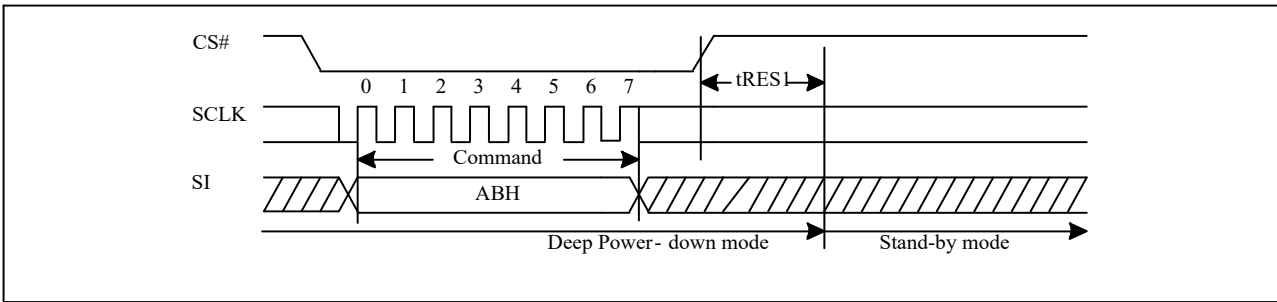 CS#
tRES1
0 1 2 3 4 5 6 7
SCLK
Command
SI
ABH
Deep Power- down mode
Stand-by mode